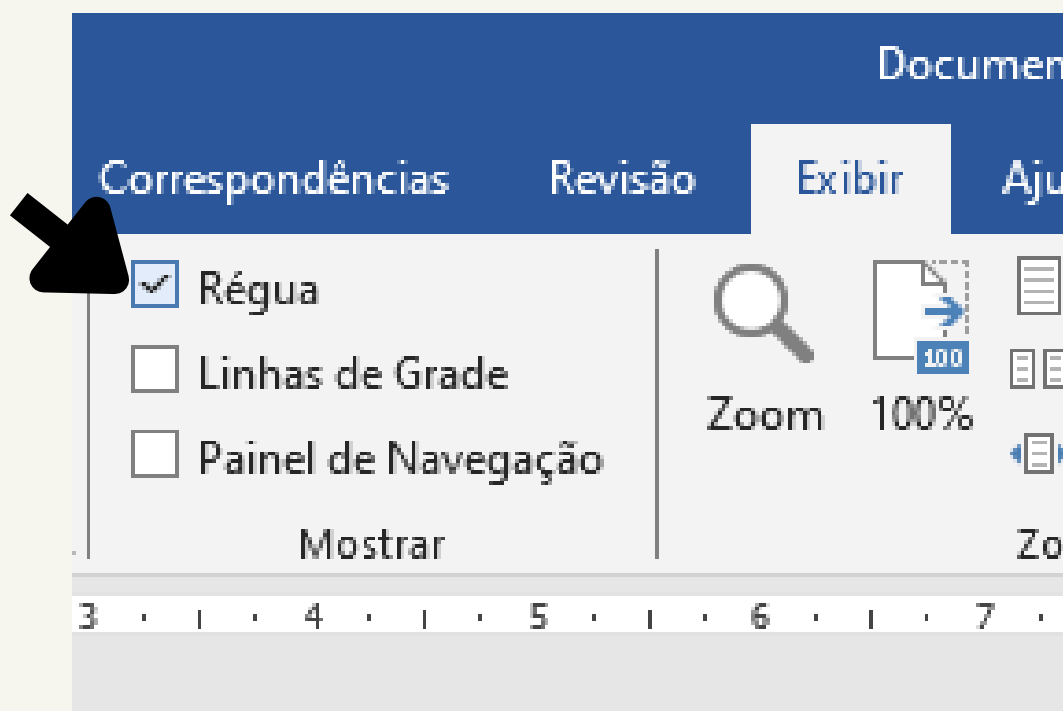 Documen
Correspondências Revisão Exibir Aju
Régua
Linhas de Grade
Painel de Navegação
Mostrar
100
Zoom 100%
Zo
3 4 5 6 7